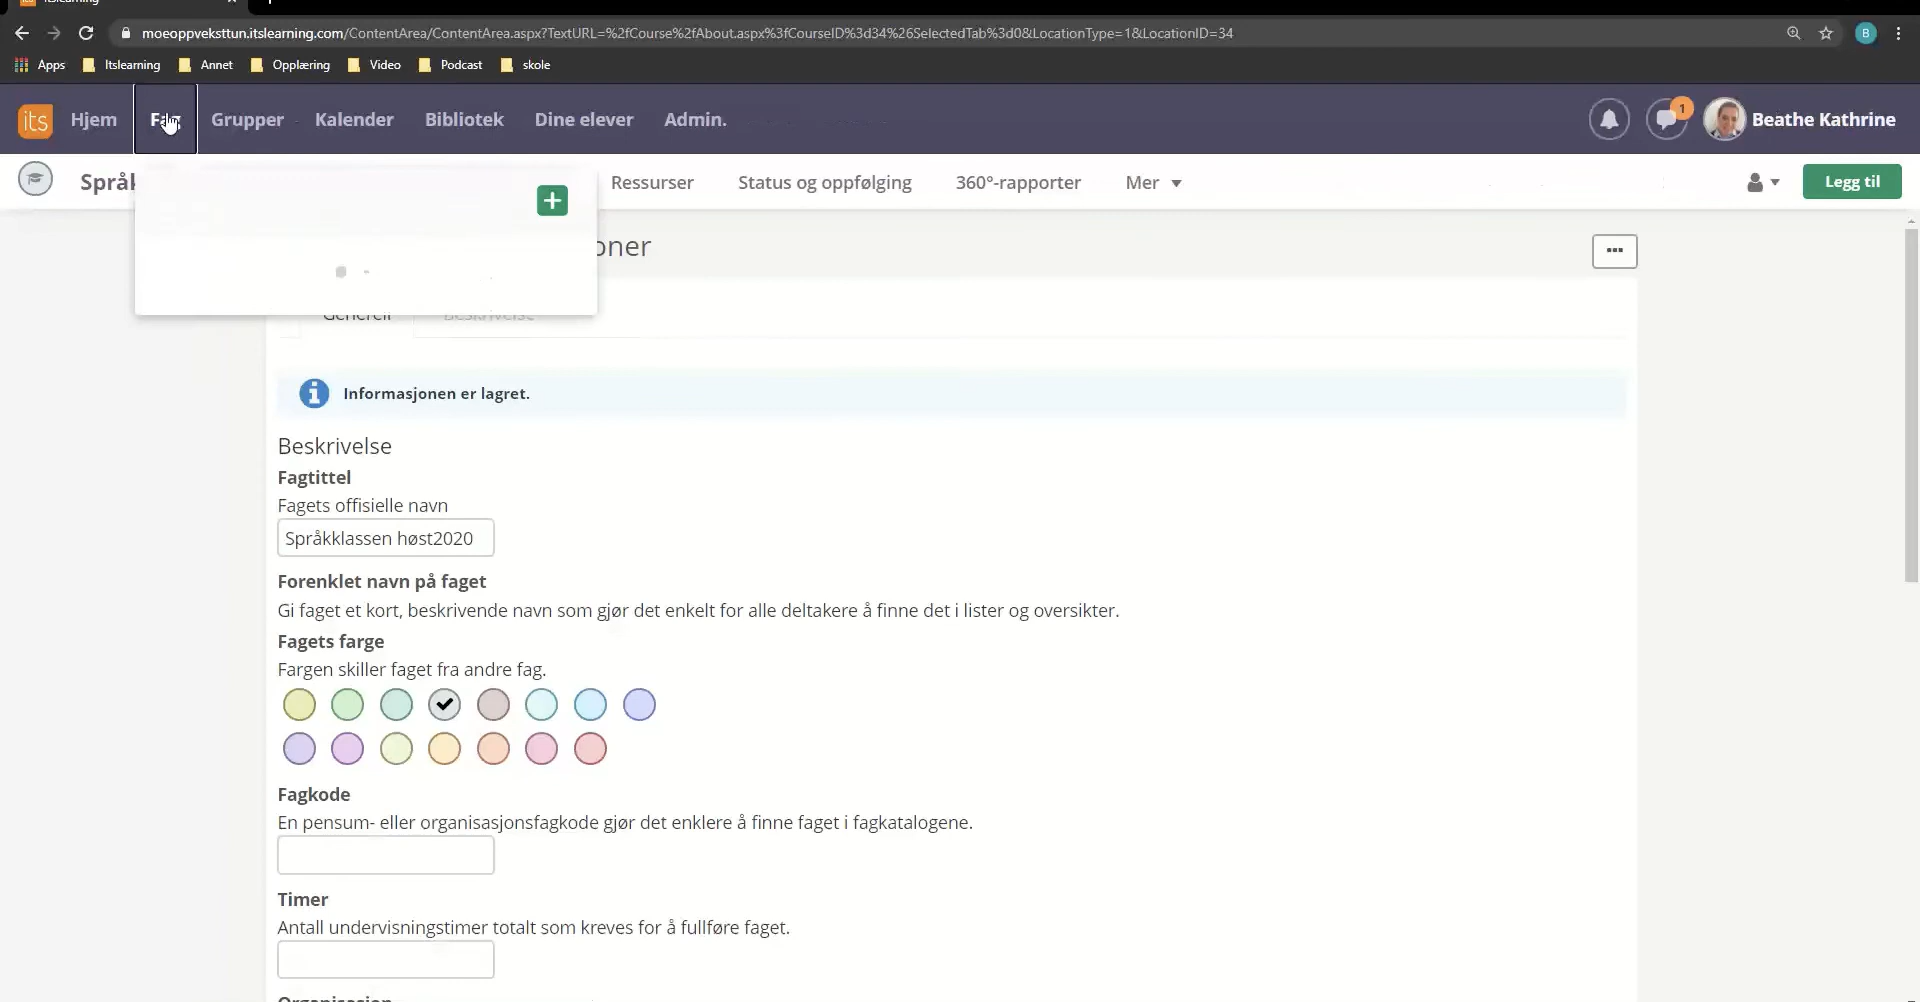 itslearning
moeoppveksttun.itslearning.com/ContentArea/ContentArea.aspx?TextURL=%2fCourse%2fAbout.aspx%3fCourseID%3d34%26SelectedTab%3d0&LocationType=1&LocationID=34
B
Apps Itslearning Annet Opplæring Video Podcast skole
its Hjem Fag Grupper Kalender Bibliotek Dine elever Admin. 1 Beathe Kathrine
Språk Ressurser Status og oppfølging 360°-rapporter Mer Legg til
oner
Generell Beskrivelse
Informasjonen er lagret.
Beskrivelse
Fagtittel
Fagets offisielle navn
Språkklassen høst2020
Forenklet navn på faget
Gi faget et kort, beskrivende navn som gjør det enkelt for alle deltakere å finne det i lister og oversikter.
Fagets farge
Fargen skiller faget fra andre fag.
Fagkode
En pensum- eller organisasjonsfagkode gjør det enklere å finne faget i fagkatalogene.
Timer
Antall undervisningstimer totalt som kreves for å fullføre faget.
Organisasjon